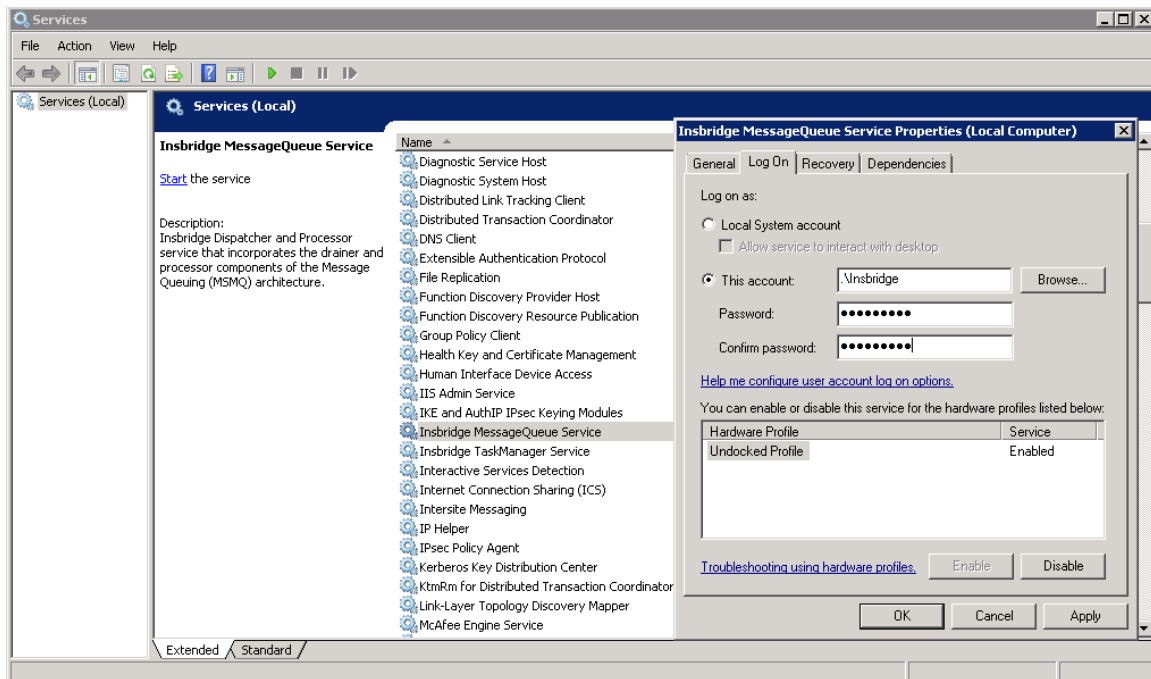 Services
File Action View Help
Services (Local)
Services (Local)
Insbridge MessageQueue Service
Start the service
Description:
Insbridge Dispatcher and Processor
service that incorporates the drainer and
processor components of the Message
Queuing (MSMQ) architecture.
Name
Diagnostic Service Host
Diagnostic System Host
Distributed Link Tracking Client
Distributed Transaction Coordinator
DNS Client
Extensible Authentication Protocol
File Replication
Function Discovery Provider Host
Function Discovery Resource Publication
Group Policy Client
Health Key and Certificate Management
Human Interface Device Access
IIS Admin Service
IKE and AuthIP IPsec Keying Modules
Insbridge MessageQueue Service
Insbridge TaskManager Service
Interactive Services Detection
Internet Connection Sharing (ICS)
Intersite Messaging
IP Helper
IPsec Policy Agent
Kerberos Key Distribution Center
KtmRm for Distributed Transaction Coordinator
Link-Layer Topology Discovery Mapper
McAfee Engine Service
Extended Standard
Insbridge MessageQueue Service Properties (Local Computer)
General Log On Recovery Dependencies
Log on as:
Local System account
Allow service to interact with desktop
This account: .\Insbridge Browse...
Password: ●●●●●●●●●
Confirm password: ●●●●●●●●●
Help me configure user account log on options.
You can enable or disable this service for the hardware profiles listed below:
Hardware Profile Service
Undocked Profile Enabled
Troubleshooting using hardware profiles. Enable Disable
OK Cancel Apply